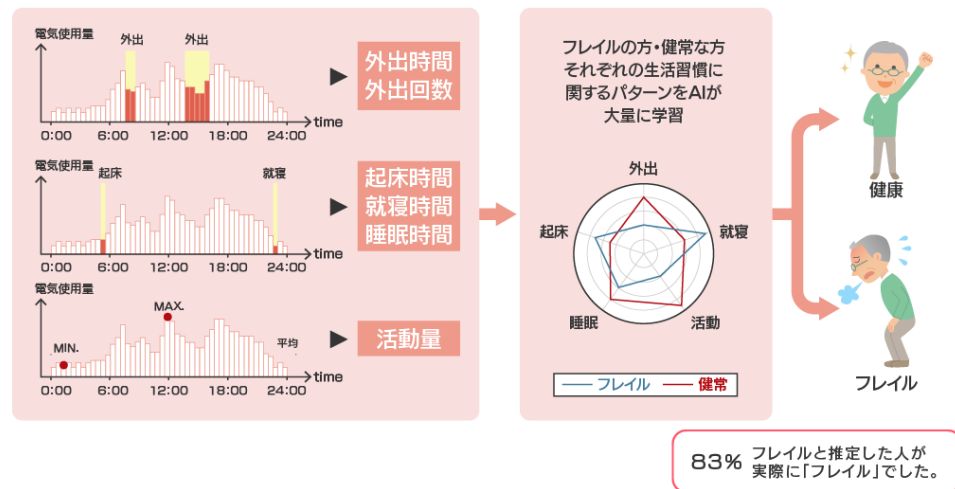 電気使用量
外出 外出
0:00 6:00 12:00 18:00 24:00
time
外出時間
外出回数
電気使用量
起床 就寝
0:00 6:00 12:00 18:00 24:00
time
起床時間
就寝時間
睡眠時間
電気使用量
MAX.
MIN.
平均
0:00 6:00 12:00 18:00 24:00
time
活動量
フレイルの方・健常な方
それぞれの生活習慣に
関するパターンをAIが
大量に学習
外出
起床 就寝
睡眠 活動
フレイル 健常
健康
フレイル
83% フレイルと推定した人が
実際に「フレイル」でした。